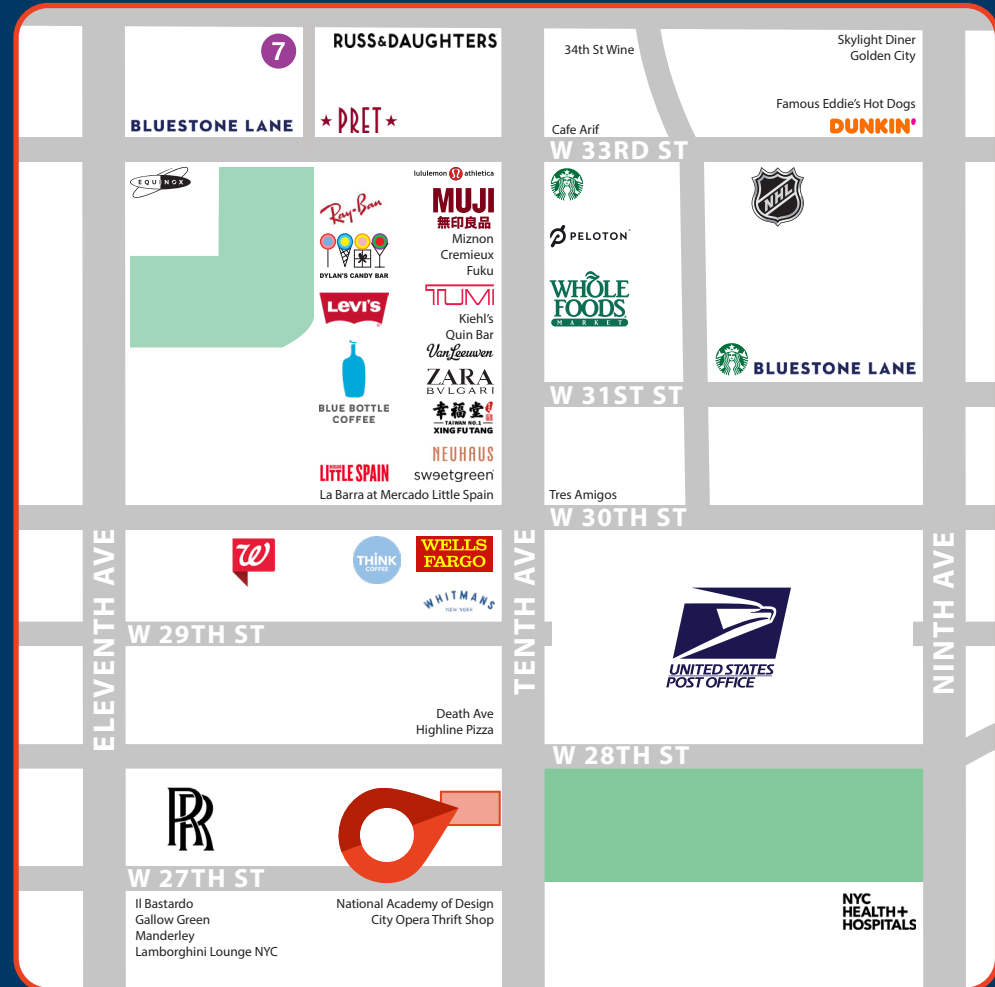 7
RUSS&DAUGHTERS
BLUESTONE LANE
PRET
34th St Wine
Skylight Diner
Golden City
Famous Eddie's Hot Dogs
Cafe Arif
DUNKIN'
W 33RD ST
EQUINOX
Ray-Ban
DYLAN'S CANDY BAR
LEVI'S
BLUE BOTTLE
COFFEE
LITTLE SPAIN
lululemon athletica
MUJI
無印良品
Miznon
Cremieux
Fuku
TUMI
Kiehl's
Quin Bar
Van Leeuwen
ZARA
BVLGARI
幸福堂
TAIWAN NO.1
XING FU TANG
NEUHAUS
sweetgreen
La Barra at Mercado Little Spain
PELOTON
WHOLE
FOODS
MARKET
NHL
BLUESTONE LANE
W 31ST ST
Tres Amigos
W 30TH ST
ELEVENTH AVE
TENTH AVE
NINTH AVE
W
THINK
COFFEE
WELLS
FARGO
WHITMANS
NEW YORK
W 29TH ST
UNITED STATES
POST OFFICE
Death Ave
Highline Pizza
W 28TH ST
RR
W 27TH ST
Il Bastardo
Gallow Green
Manderley
Lamborghini Lounge NYC
National Academy of Design
City Opera Thrift Shop
NYC
HEALTH+
HOSPITALS